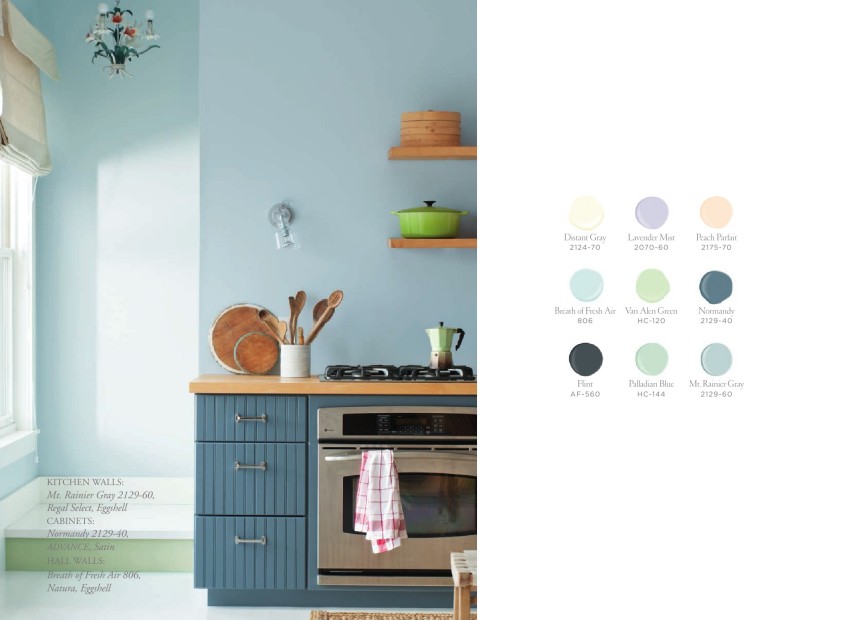 KITCHEN WALLS:
Mt. Rainier Gray 2129-60,
Regal Select, Eggshell
CABINETS:
Normandy 2129-40,
ADVANCE, Satin
HALL WALLS:
Breath of Fresh Air 806,
Natura, Eggshell
Distant Gray
2124-70
Lavender Mist
2070-60
Peach Parfait
2175-70
Breath of Fresh Air
806
Van Alen Green
HC-120
Normandy
2129-40
Flint
AF-560
Palladian Blue
HC-144
Mt. Rainier Gray
2129-60